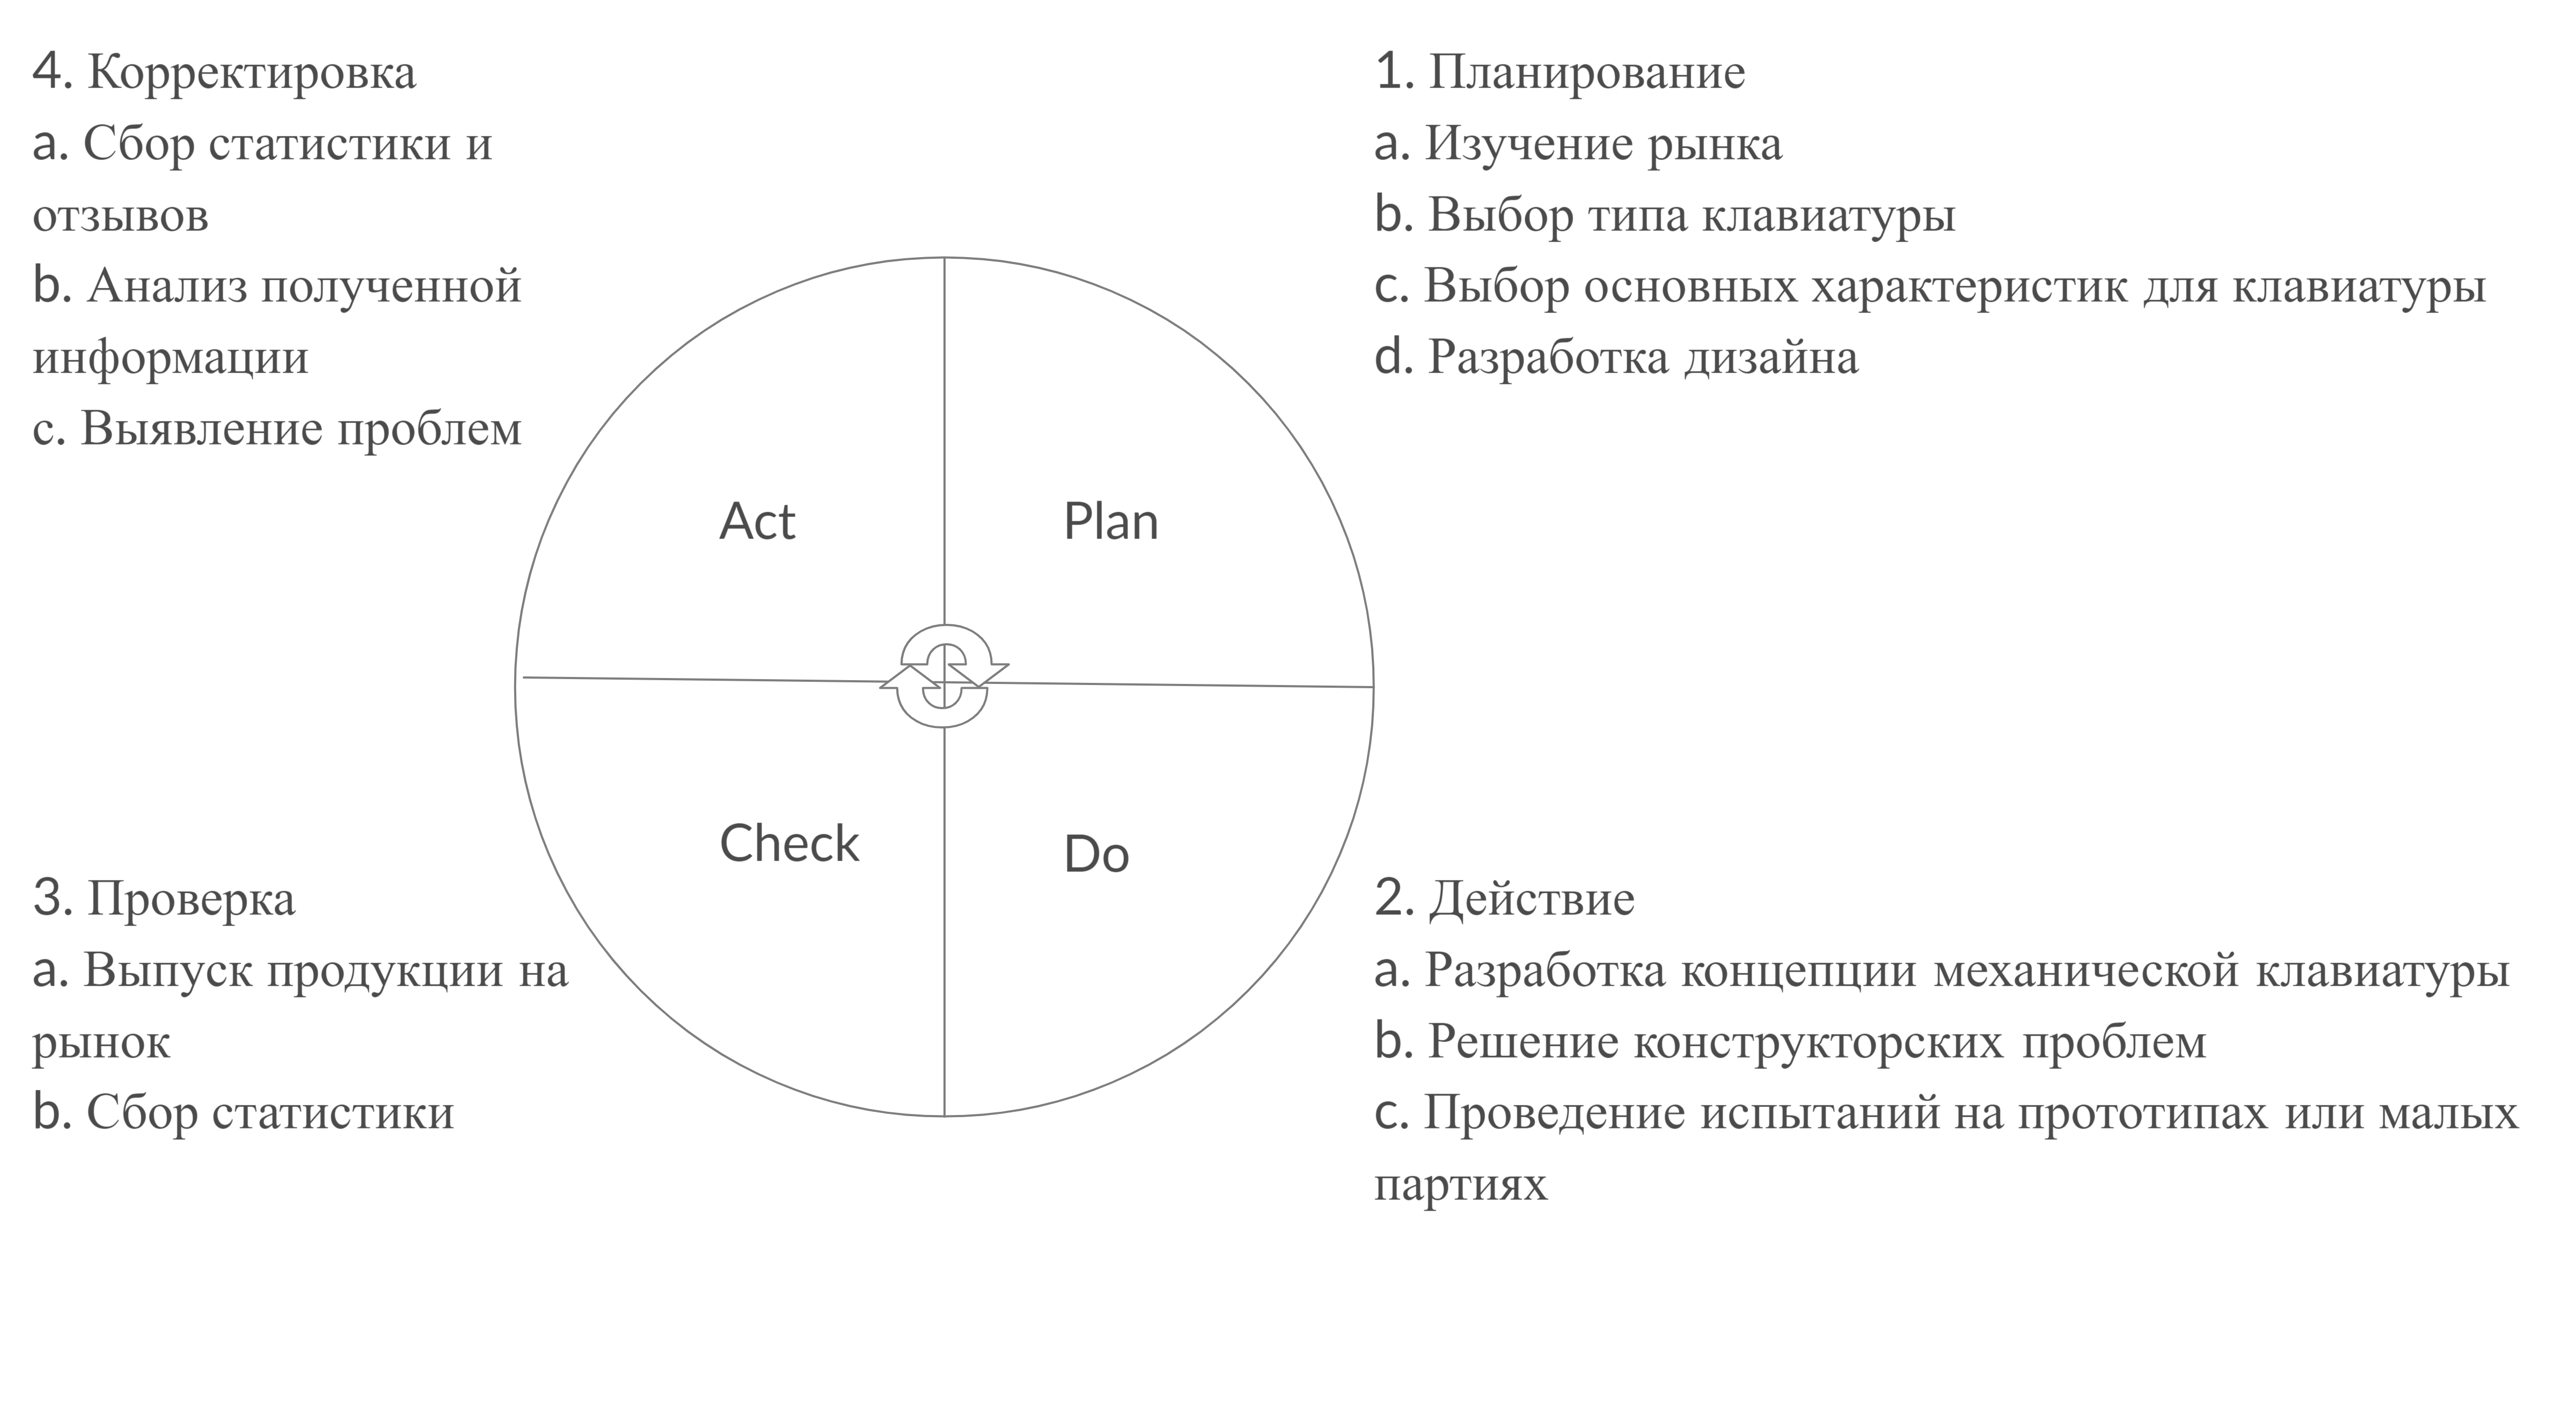 4. Корректировка
a. Сбор статистики и
отзывов
b. Анализ полученной
информации
c. Выявление проблем
1. Планирование
a. Изучение рынка
b. Выбор типа клавиатуры
c. Выбор основных характеристик для клавиатуры
d. Разработка дизайна
Act
Plan
Check
Do
3. Проверка
a. Выпуск продукции на
рынок
b. Сбор статистики
2. Действие
a. Разработка концепции механической клавиатуры
b. Решение конструкторских проблем
c. Проведение испытаний на прототипах или малых
партиях